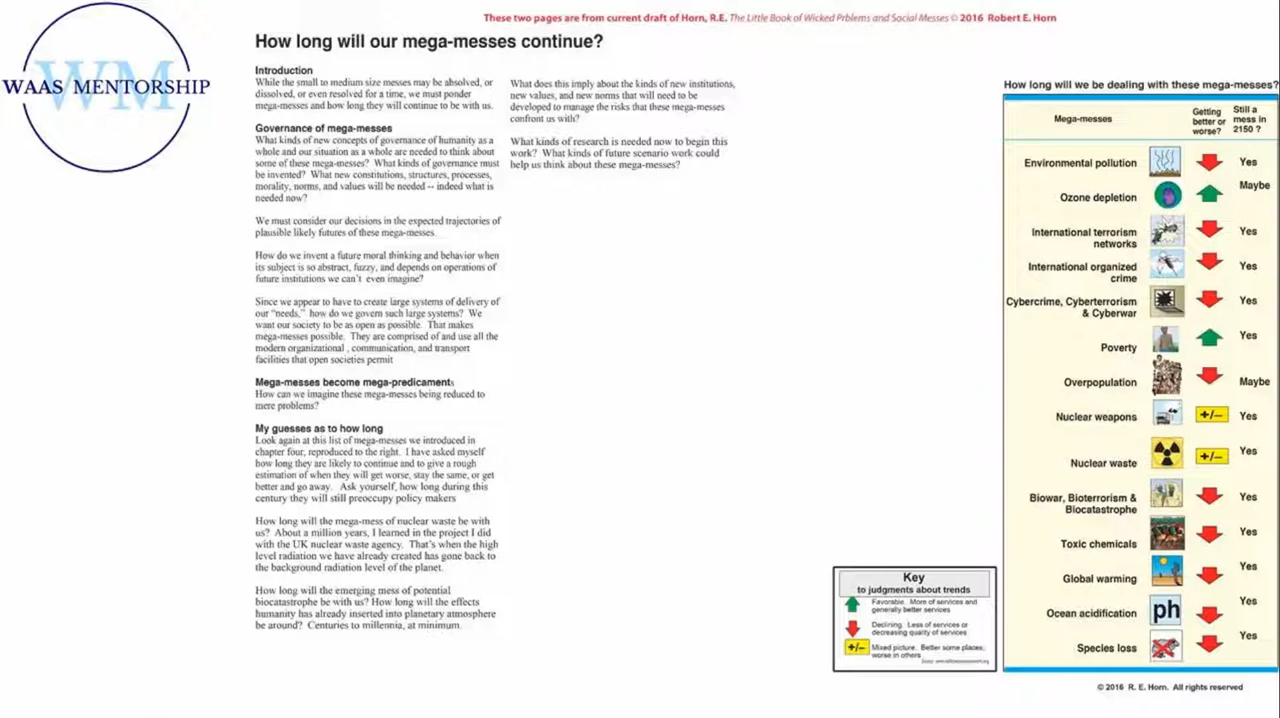 These two pages are from current draft of Horn, R.E. The Little Book of Wicked Prblems and Social Messes © 2016 Robert E. Horn
WM
WAAS MENTORSHIP
How long will our mega-messes continue?
Introduction
While the small to medium size messes may be absolved, or
dissolved, or even resolved for a time, we must ponder
mega-messes and how long they will continue to be with us.
Governance of mega-messes
What kinds of new concepts of governance of humanity as a
whole and our situation as a whole are needed to think about
some of these mega-messes? What kinds of governance must
be invented? What new constitutions, structures, processes,
morality, norms, and values will be needed -- indeed what is
needed now?
We must consider our decisions in the expected trajectories of
plausible likely futures of these mega-messes.
How do we invent a future moral thinking and behavior when
its subject is so abstract, fuzzy, and depends on operations of
future institutions we can't even imagine?
Since we appear to have to create large systems of delivery of
our "needs," how do we govern such large systems? We
want our society to be as open as possible. That makes
mega-messes possible. They are comprised of and use all the
modern organizational , communication, and transport
facilities that open societies permit
Mega-messes become mega-predicaments
How can we imagine these mega-messes being reduced to
mere problems?
My guesses as to how long
Look again at this list of mega-messes we introduced in
chapter four, reproduced to the right. I have asked myself
how long they are likely to continue and to give a rough
estimation of when they will get worse, stay the same, or get
better and go away. Ask yourself, how long during this
century they will still preoccupy policy makers
How long will the mega-mess of nuclear waste be with
us? About a million years, I learned in the project I did
with the UK nuclear waste agency. That's when the high
level radiation we have already created has gone back to
the background radiation level of the planet.
How long will the emerging mess of potential
biocatastrophe be with us? How long will the effects
humanity has already inserted into planetary atmosphere
be around? Centuries to millennia, at minimum.
What does this imply about the kinds of new institutions,
new values, and new norms that will need to be
developed to manage the risks that these mega-messes
confront us with?
What kinds of research is needed now to begin this
work? What kinds of future scenario work could
help us think about these mega-messes?
Key
to judgments about trends
Favorable. More of services and
generally better services
Declining. Less of services or
decreasing quality of services
+/− Mixed picture. Better some places,
worse in others
How long will we be dealing with these mega-messes?
Mega-messes Getting better or worse? Still a mess in 2150 ?
Environmental pollution Yes
Ozone depletion Maybe
International terrorism networks Yes
International organized crime Yes
Cybercrime, Cyberterrorism & Cyberwar Yes
Poverty Yes
Overpopulation Maybe
Nuclear weapons +/− Yes
Nuclear waste +/− Yes
Biowar, Bioterrorism & Biocatastrophe Yes
Toxic chemicals Yes
Global warming Yes
Ocean acidification ph Yes
Species loss Yes
© 2016 R. E. Horn. All rights reserved